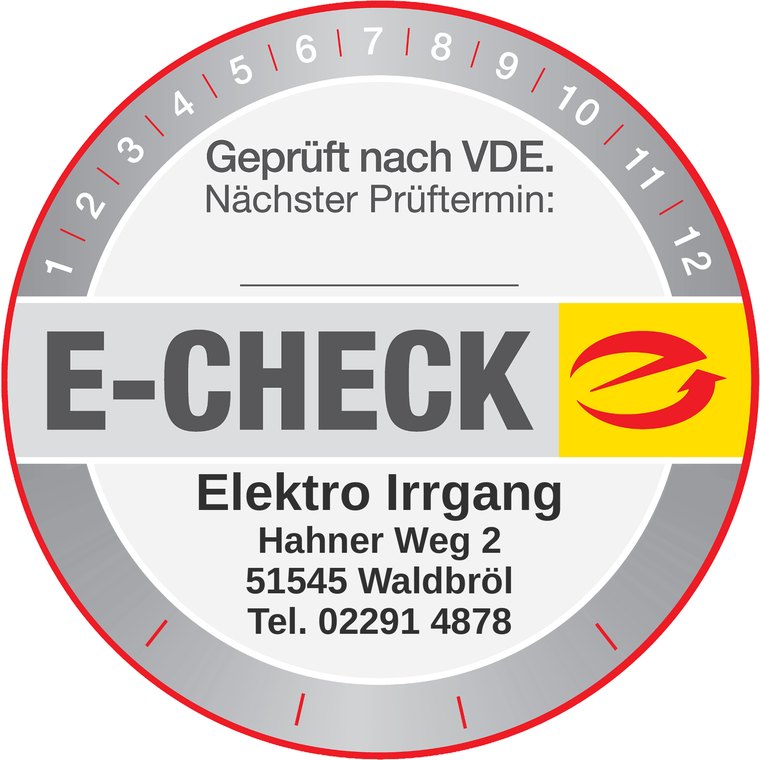 1 2 3 4 5 6 7 8 9 10 11 12
Geprüft nach VDE.
Nächster Prüftermin:
E-CHECK
Elektro Irrgang
Hahner Weg 2
51545 Waldbröl
Tel. 02291 4878